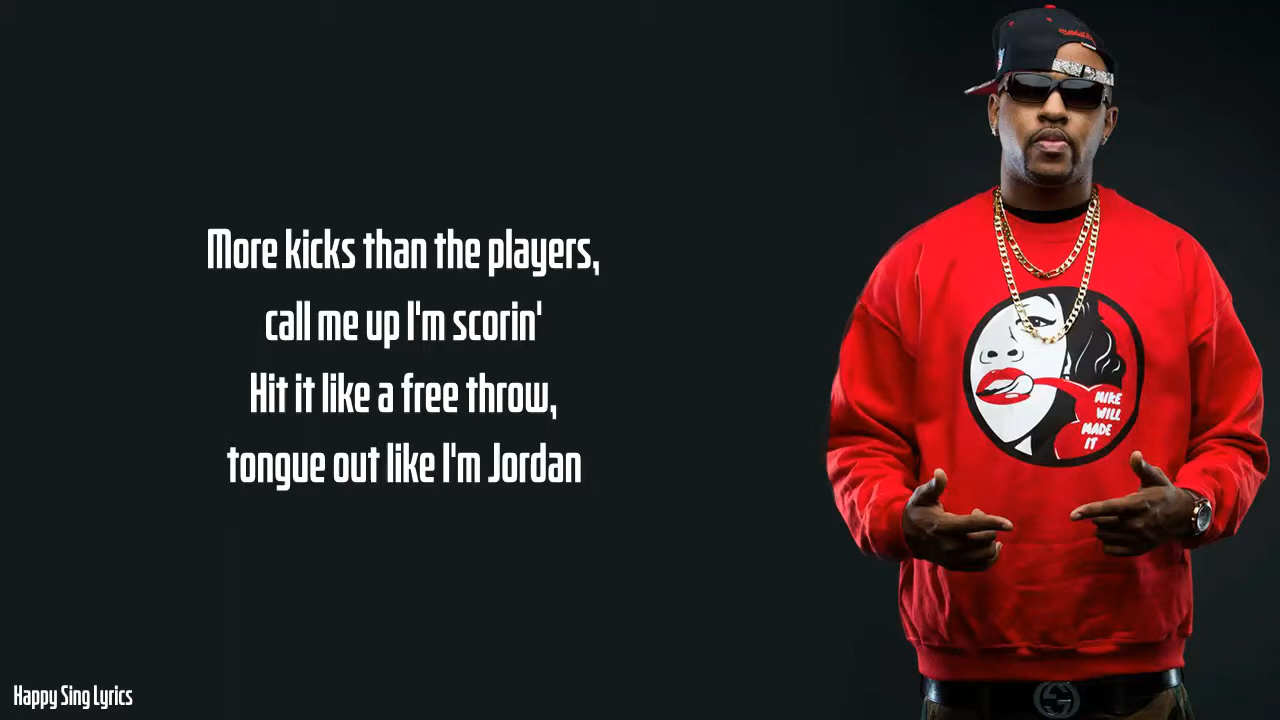 More kicks than the players,
call me up I'm scorin'
Hit it like a free throw,
tongue out like I'm Jordan
MIKE
WILL
MADE
IT
Happy Sing Lyrics